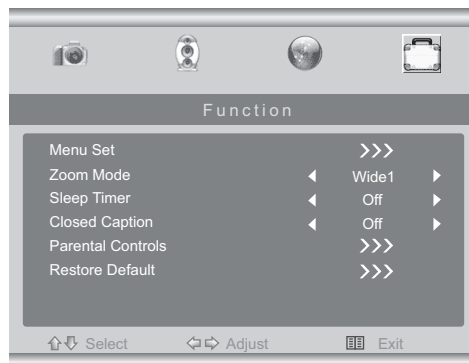 Function
Menu Set >>>
Zoom Mode Wide1
Sleep Timer Off
Closed Caption Off
Parental Controls >>>
Restore Default >>>
Select Adjust Exit